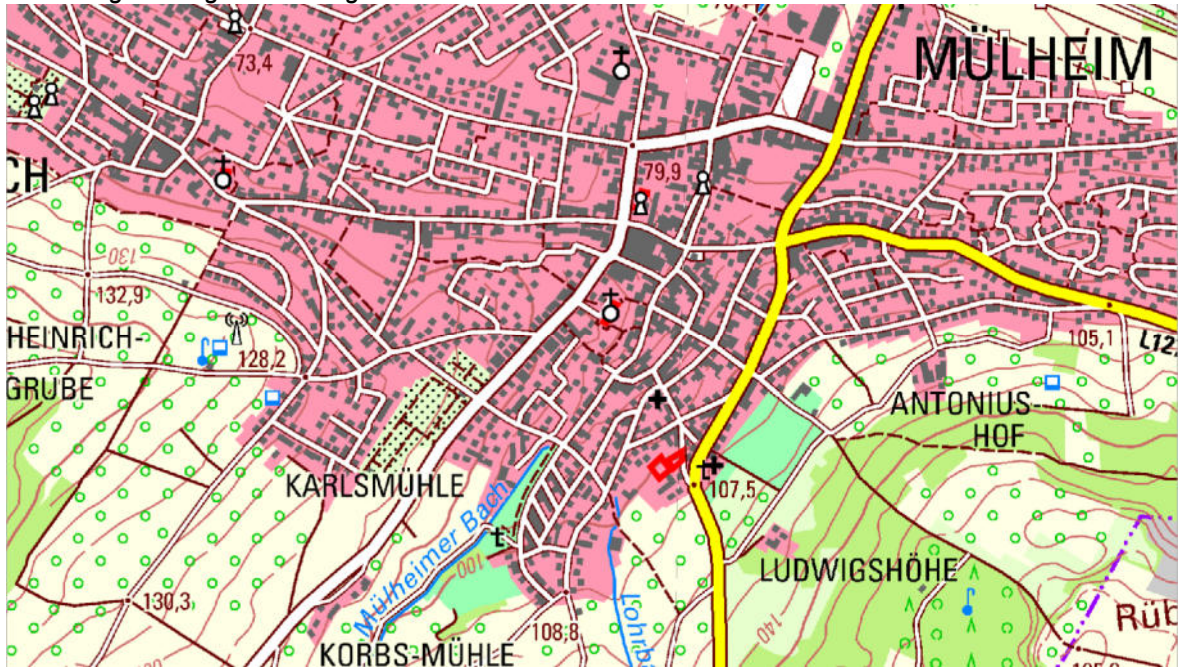 MÜLHEIM
73,4
79,9
CH
130
132,9
HEINRICH-
GRUBE
128,2
105,1
L12
ANTONIUS-
HOF
KARLSMÜHLE
107,5
Mülheimer Bach
100
LUDWIGSHÖHE
130,3
140
Rüb
Lohrb
108,8
KORBS-MÜHLE